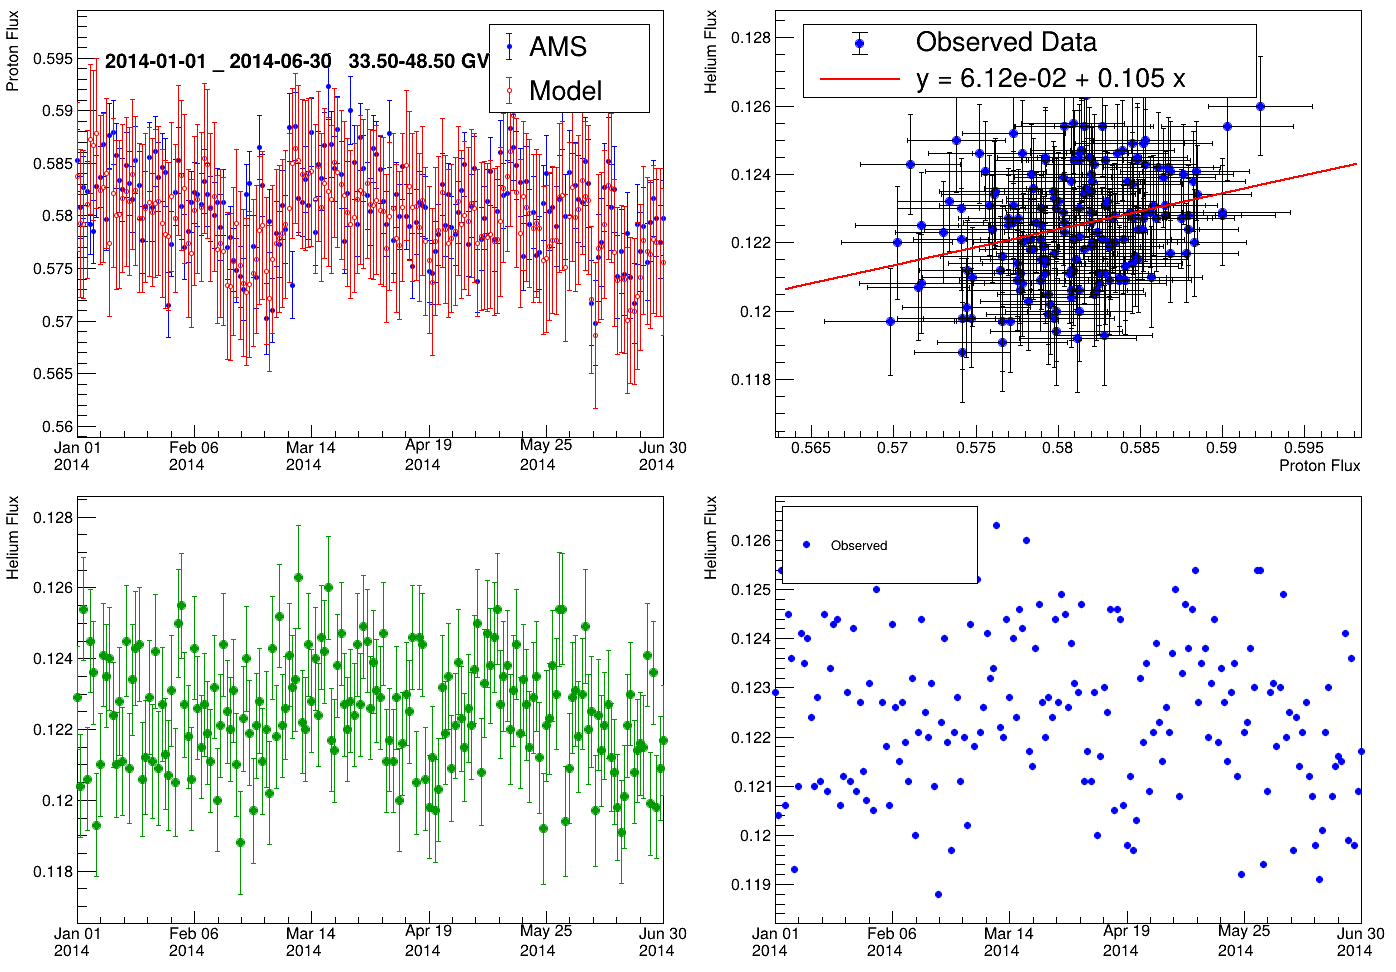 Proton Flux
0.595
0.59
0.585
0.58
0.575
0.57
0.565
0.56
2014-01-01 _ 2014-06-30 33.50-48.50 GV
AMS
Model
Jan 01 2014
Feb 06 2014
Mar 14 2014
Apr 19 2014
May 25 2014
Jun 30 2014
Helium Flux
0.128
0.126
0.124
0.122
0.12
0.118
Observed Data
y = 6.12e-02 + 0.105 x
0.565
0.57
0.575
0.58
0.585
0.59
0.595
Proton Flux
Helium Flux
0.128
0.126
0.124
0.122
0.12
0.118
Jan 01 2014
Feb 06 2014
Mar 14 2014
Apr 19 2014
May 25 2014
Jun 30 2014
Helium Flux
0.126
0.125
0.124
0.123
0.122
0.121
0.12
0.119
Observed
Jan 01 2014
Feb 06 2014
Mar 14 2014
Apr 19 2014
May 25 2014
Jun 30 2014